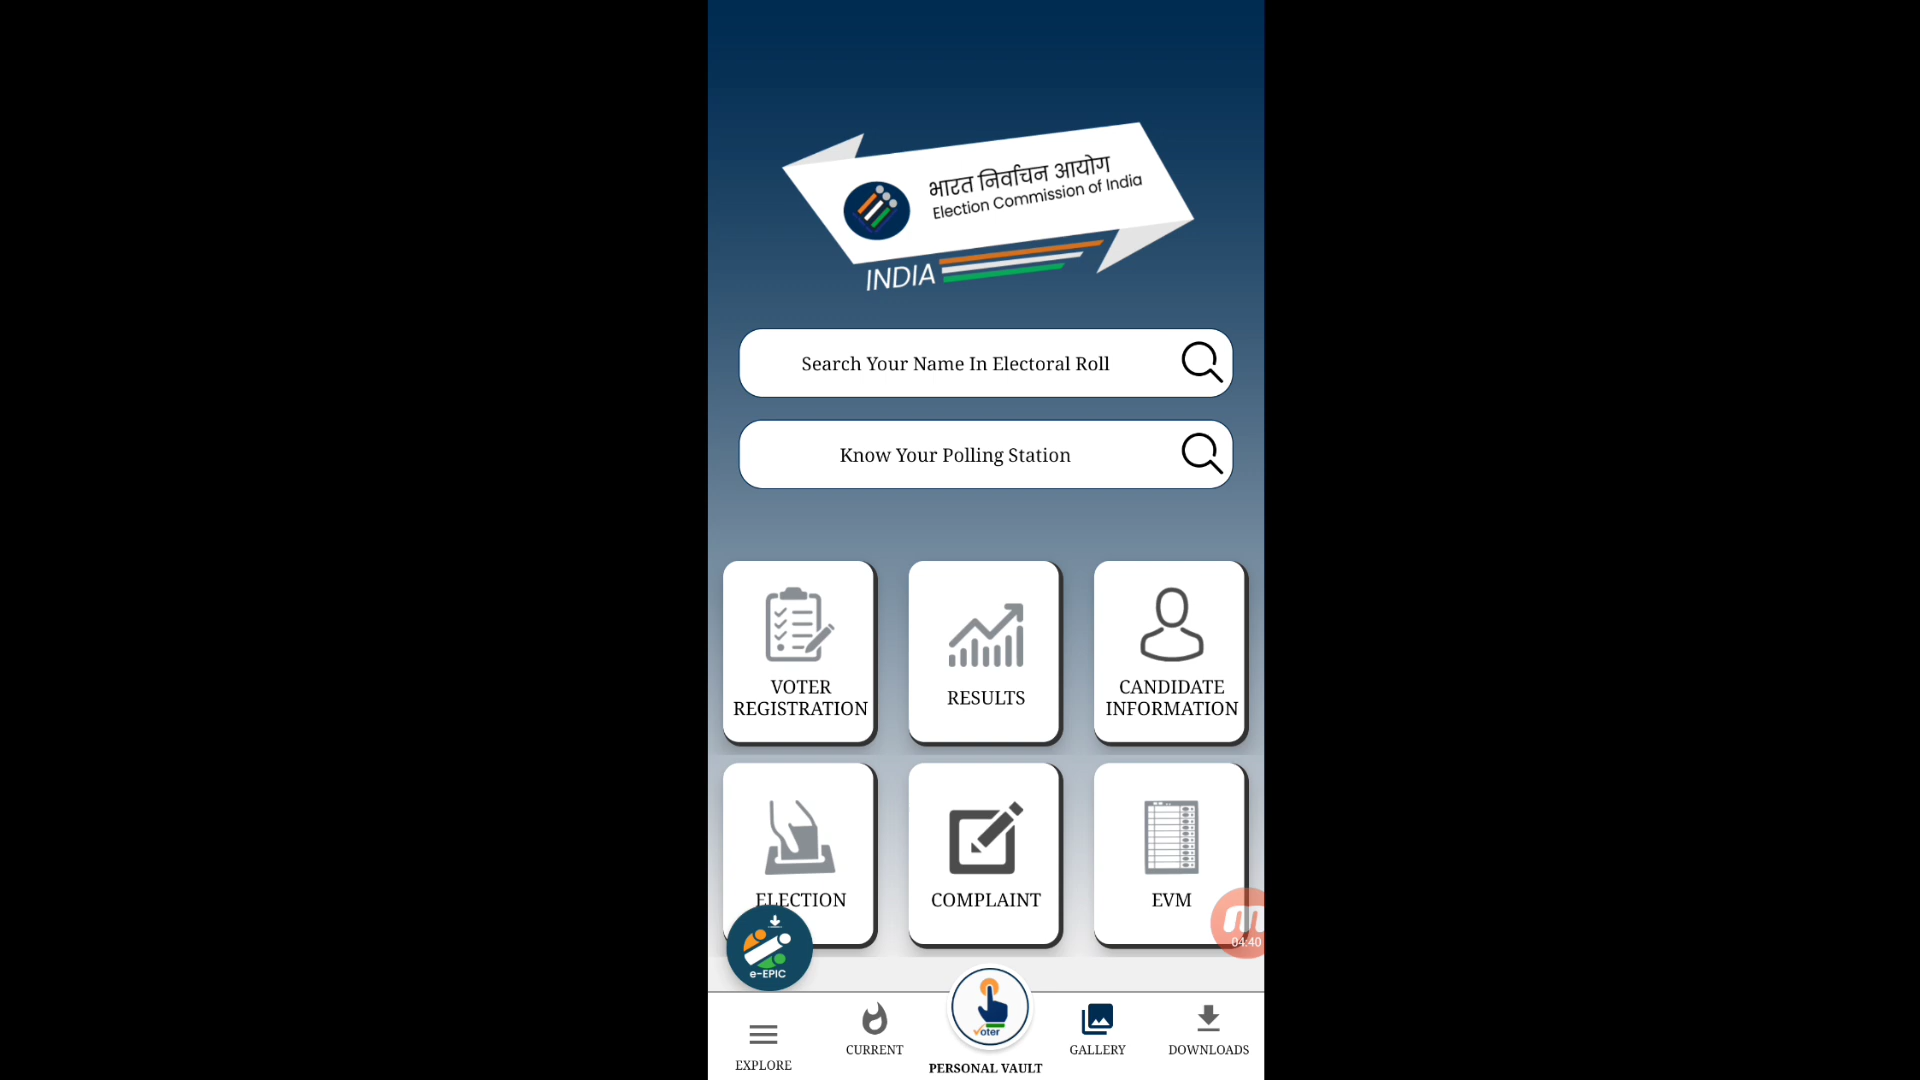 भारत निर्वाचन आयोग
Election Commission of India
INDIA
Search Your Name In Electoral Roll
Know Your Polling Station
VOTER
REGISTRATION
RESULTS
CANDIDATE
INFORMATION
ELECTION
COMPLAINT
EVM
04:40
e-EPIC
Voter
EXPLORE
CURRENT
PERSONAL VAULT
GALLERY
DOWNLOADS